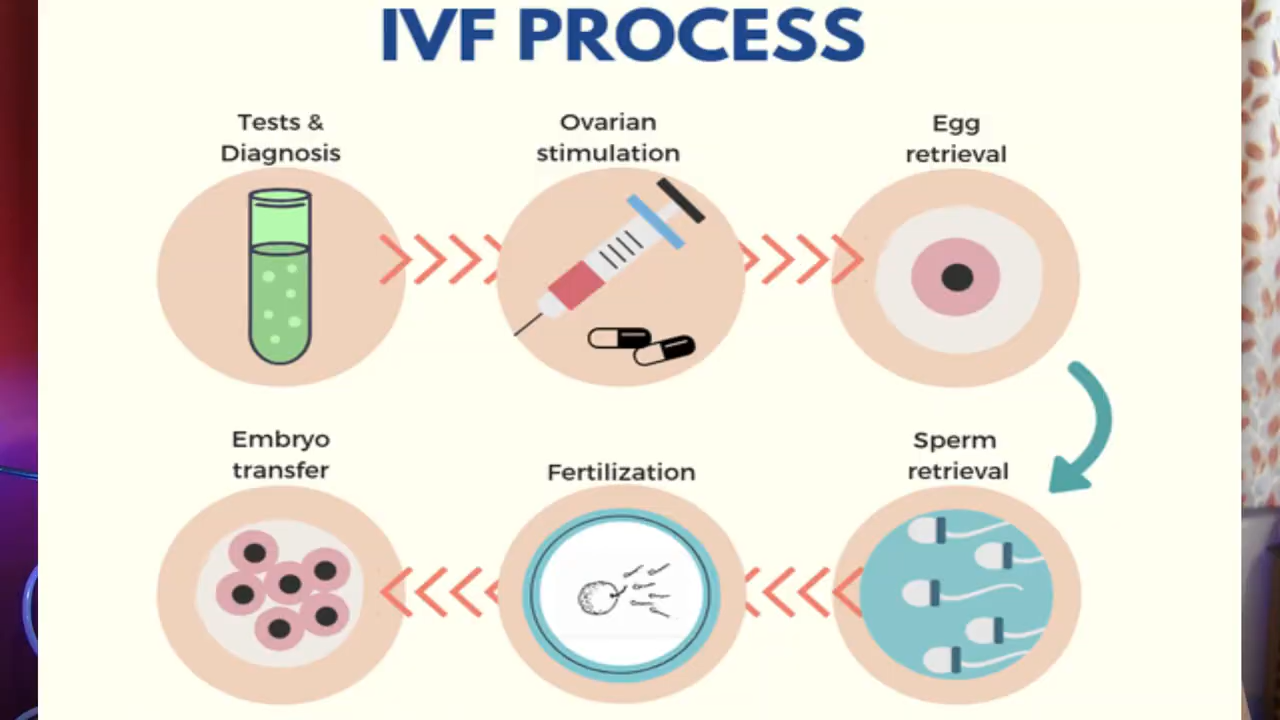 IVF PROCESS
Tests &
Diagnosis
Ovarian
stimulation
Egg
retrieval
Embryo
transfer
Fertilization
Sperm
retrieval